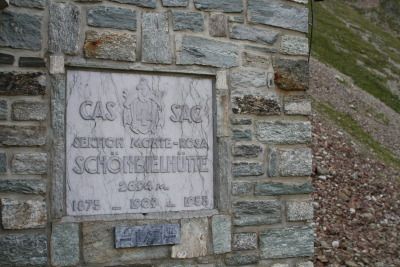 CAS SAC
SEKTION MONTE-ROSA
SCHÖNBIELHÜTTE
2694 m.
1875 — 1909 — 1955